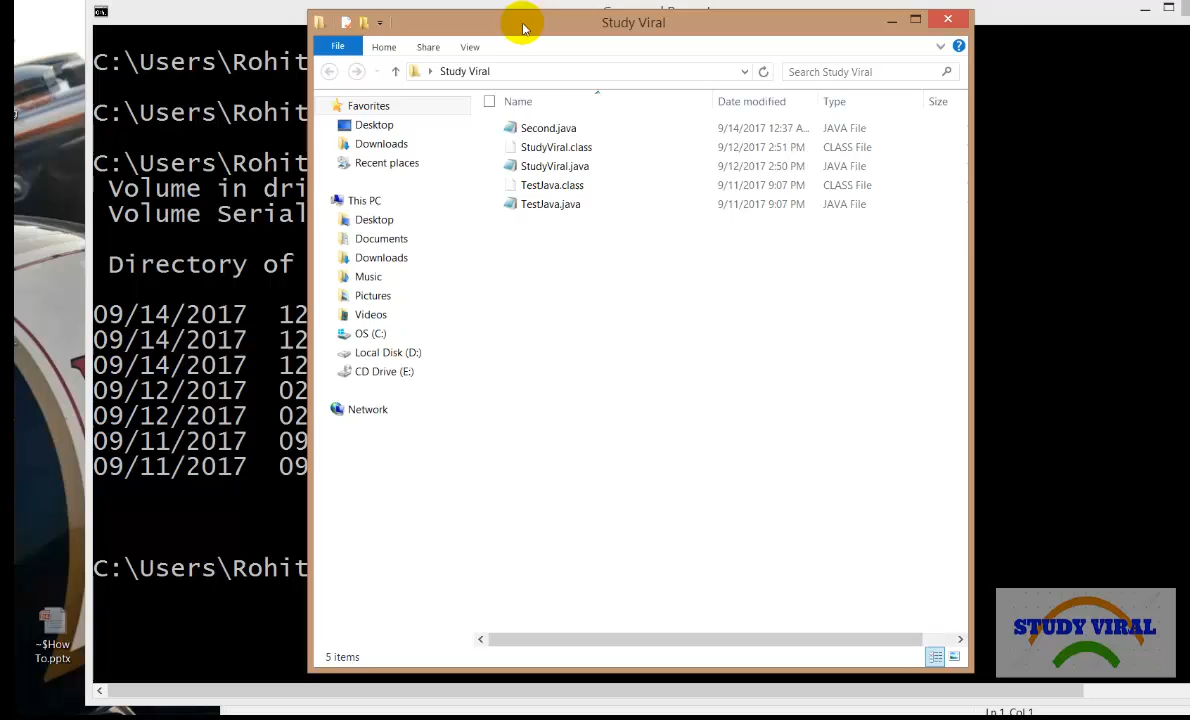 Study Viral
File Home Share View
Study Viral
Search Study Viral
Name Date modified Type Size
Favorites
Desktop
Downloads
Recent places
This PC
Desktop
Documents
Downloads
Music
Pictures
Videos
OS (C:)
Local Disk (D:)
CD Drive (E:)
Network
Second.java 9/14/2017 12:37 A... JAVA File
StudyViral.class 9/12/2017 2:51 PM CLASS File
StudyViral.java 9/12/2017 2:50 PM JAVA File
TestJava.class 9/11/2017 9:07 PM CLASS File
TestJava.java 9/11/2017 9:07 PM JAVA File
5 items
C:\Users\Rohit
C:\Users\Rohit
C:\Users\Rohit
Volume in dri
Volume Serial
Directory of
09/14/2017 12
09/14/2017 12
09/14/2017 12
09/12/2017 02
09/12/2017 02
09/11/2017 09
09/11/2017 09
C:\Users\Rohit
~$How
To.pptx
STUDY VIRAL
Ln 1, Col 1